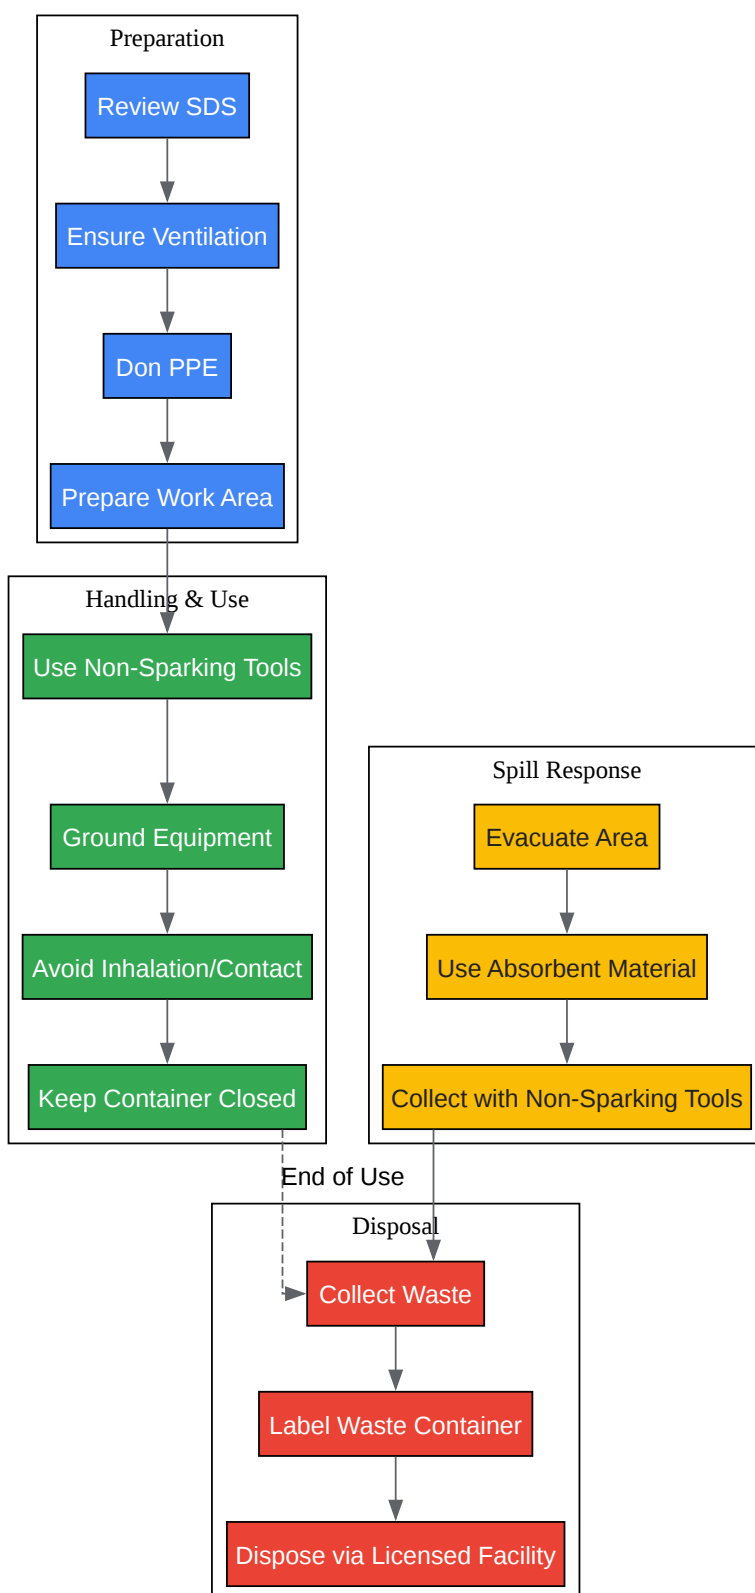 Preparation
Review SDS
Ensure Ventilation
Don PPE
Prepare Work Area
Handling & Use
Use Non-Sparking Tools
Ground Equipment
Avoid Inhalation/Contact
Keep Container Closed
Spill Response
Evacuate Area
Use Absorbent Material
Collect with Non-Sparking Tools
End of Use
Disposal
Collect Waste
Label Waste Container
Dispose via Licensed Facility